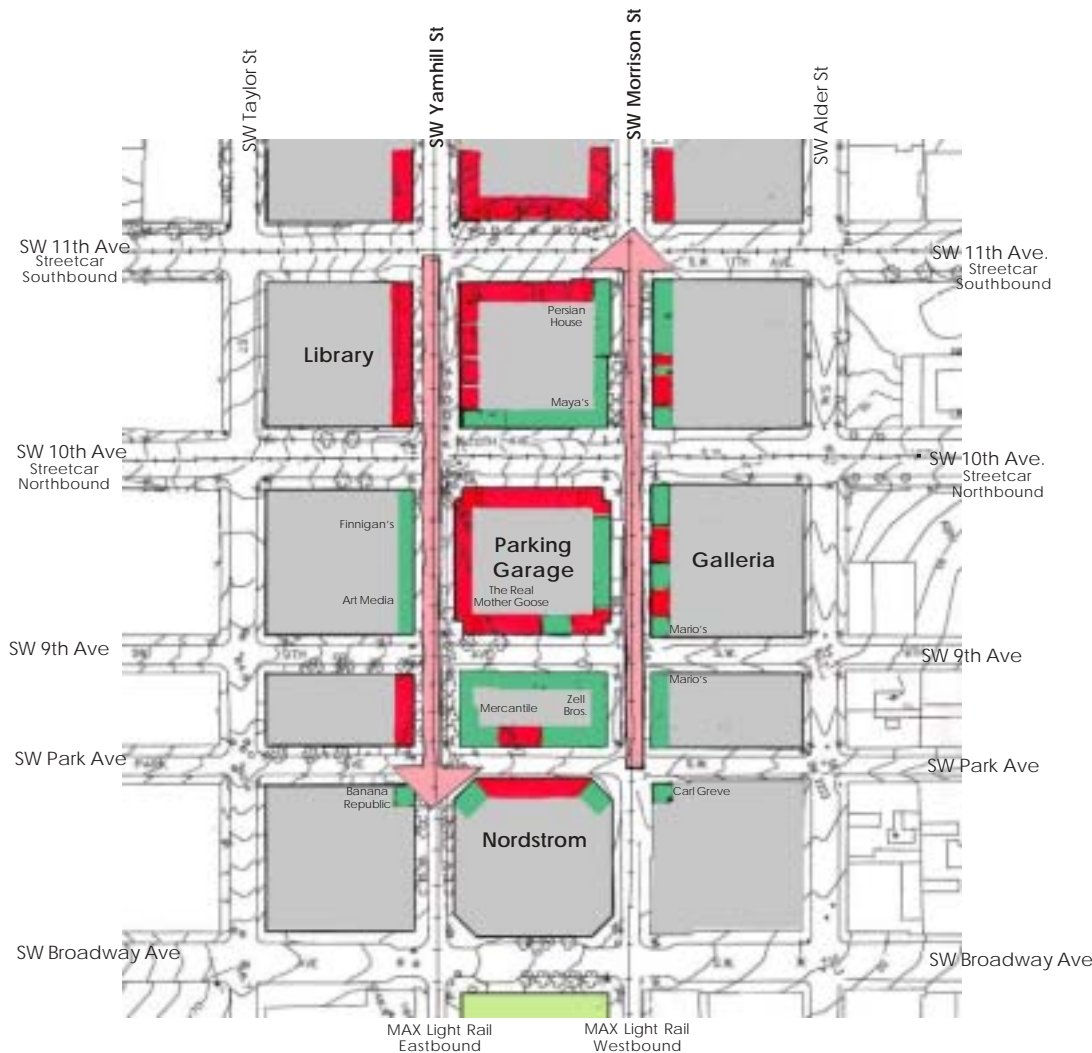 SW Taylor St
SW Yamhill St
SW Morrison St
SW Alder St
SW 11th Ave
Streetcar
Southbound
SW 11th Ave.
Streetcar
Southbound
Library
Persian
House
Maya's
SW 10th Ave
Streetcar
Northbound
SW 10th Ave.
Streetcar
Northbound
Finnigan's
Art Media
Parking
Garage
The Real
Mother Goose
Galleria
Mario's
SW 9th Ave
SW 9th Ave
Mario's
Mercantile
Zell
Bros.
SW Park Ave
SW Park Ave
Banana
Republic
Carl Greve
Nordstrom
SW Broadway Ave
SW Broadway Ave
MAX Light Rail
Eastbound
MAX Light Rail
Westbound